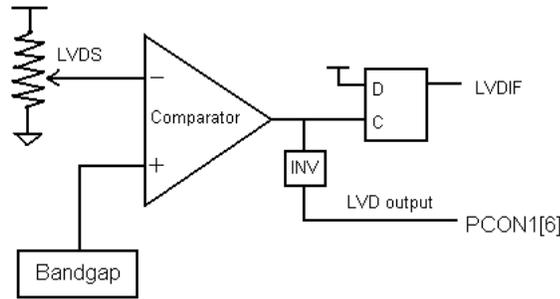 LVDS
−
Comparator
+
Bandgap
D
C
LVDIF
INV
LVD output
PCON1[6]